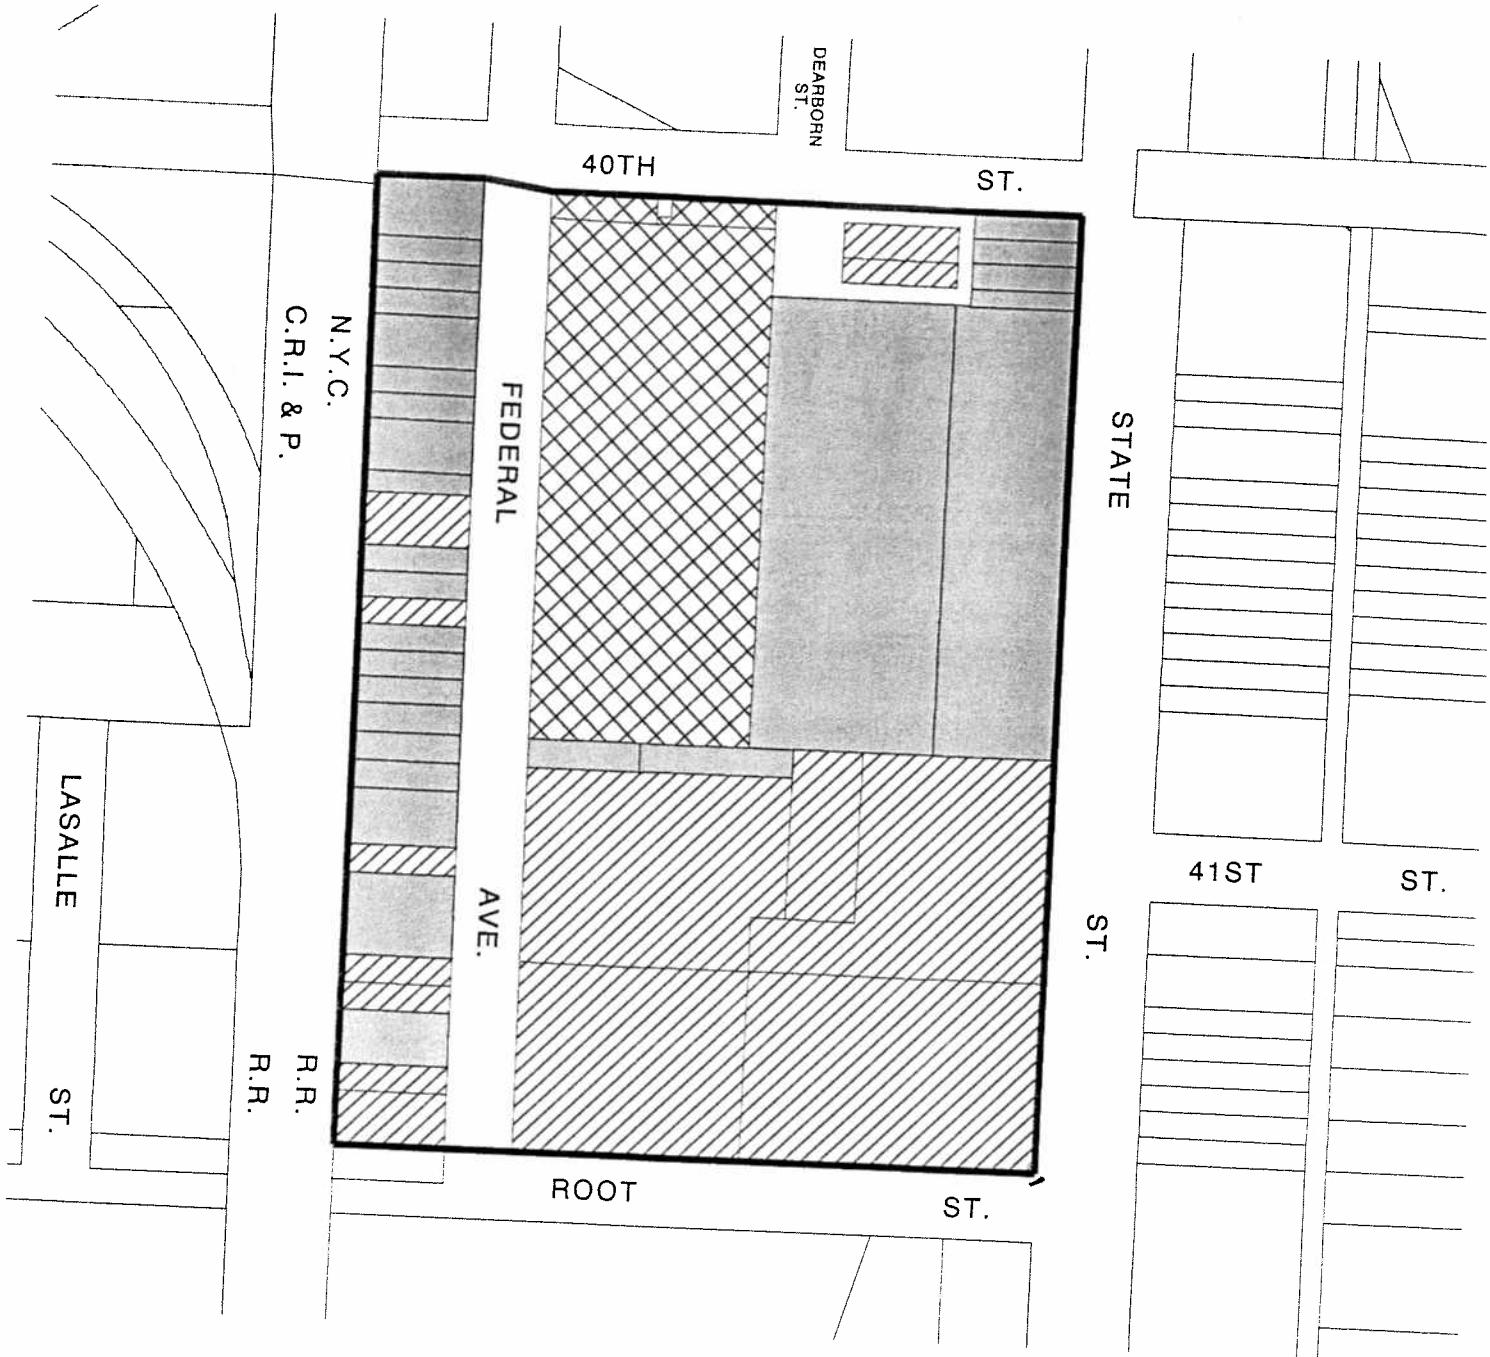 DEARBORN
ST.
40TH ST.
N.Y.C. R.R.
C.R.I. & P. R.R.
FEDERAL AVE.
STATE ST.
LASALLE ST.
41ST ST.
ROOT ST.